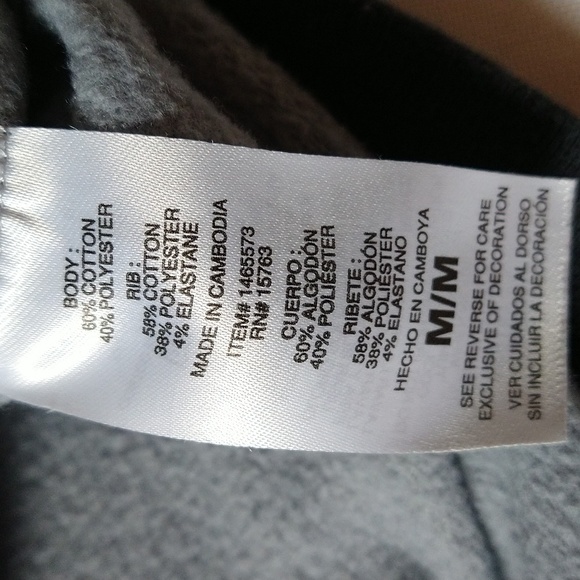 BODY :
60% COTTON
40% POLYESTER
RIB :
58% COTTON
38% POLYESTER
4% ELASTANE
MADE IN CAMBODIA
ITEM# 1465573
RN# 15763
CUERPO :
60% ALGODÓN
40% POLIÉSTER
RIBETE :
58% ALGODÓN
38% POLIÉSTER
4% ELASTANO
HECHO EN CAMBOYA
M/M
SEE REVERSE FOR CARE
EXCLUSIVE OF DECORATION
VER CUIDADOS AL DORSO
SIN INCLUIR LA DECORACIÓN